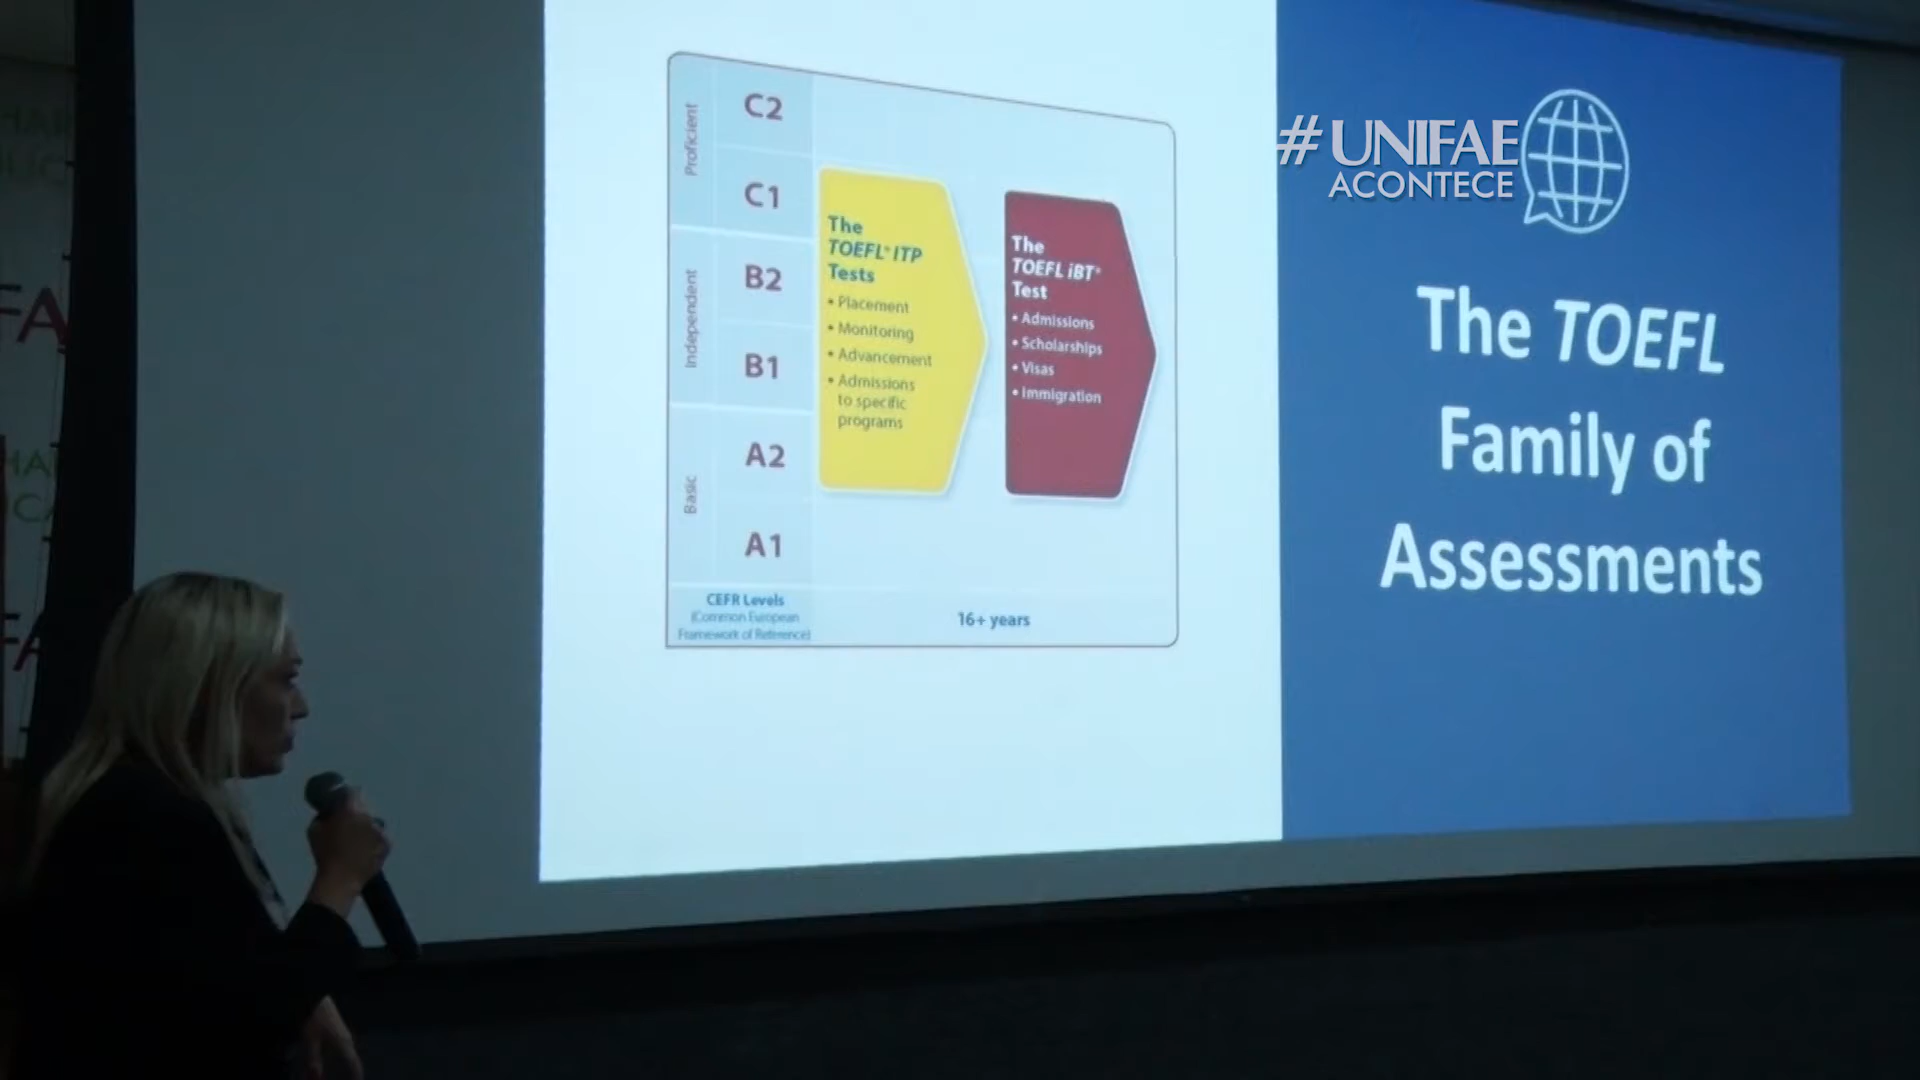 Proficient
C2
C1
Independent
B2
B1
Basic
A2
A1
CEFR Levels
(Common European
Framework of Reference)
The
TOEFL® ITP
Tests
• Placement
• Monitoring
• Advancement
• Admissions
to specific
programs
The
TOEFL iBT®
Test
• Admissions
• Scholarships
• Visas
• Immigration
16+ years
#UNIFAE
ACONTECE
The TOEFL
Family of
Assessments
FA